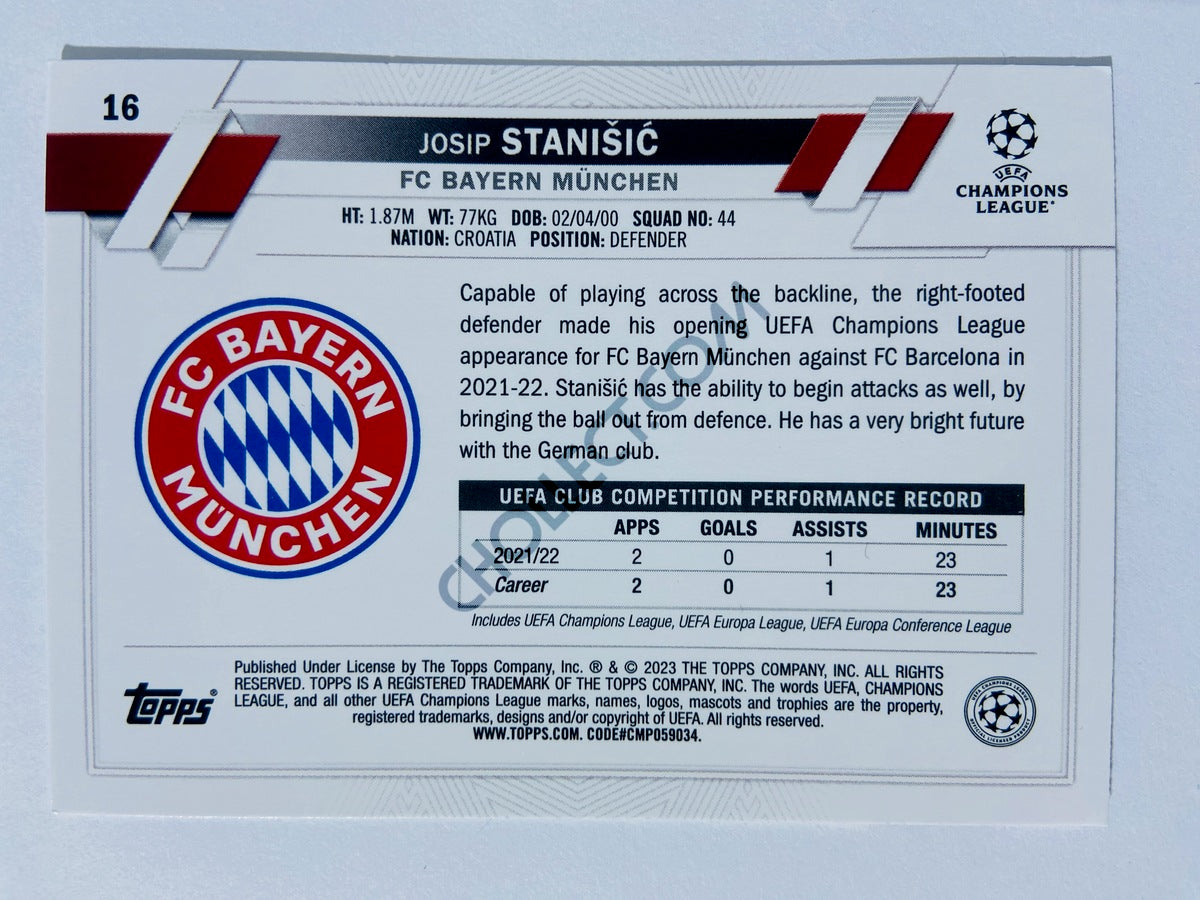 16
JOSIP STANIŠIĆ
FC BAYERN MÜNCHEN
HT: 1.87M WT: 77KG DOB: 02/04/00 SQUAD NO: 44
NATION: CROATIA POSITION: DEFENDER
UEFA
CHAMPIONS
LEAGUE®
FC BAYERN
MÜNCHEN
Capable of playing across the backline, the right-footed
defender made his opening UEFA Champions League
appearance for FC Bayern München against FC Barcelona in
2021-22. Stanišić has the ability to begin attacks as well, by
bringing the ball out from defence. He has a very bright future
with the German club.
UEFA CLUB COMPETITION PERFORMANCE RECORD
APPS GOALS ASSISTS MINUTES
2021/22 2 0 1 23
Career 2 0 1 23
Includes UEFA Champions League, UEFA Europa League, UEFA Europa Conference League
CHOLLECT.COM
topps®
Published Under License by The Topps Company, Inc. ® & © 2023 THE TOPPS COMPANY, INC. ALL RIGHTS
RESERVED. TOPPS IS A REGISTERED TRADEMARK OF THE TOPPS COMPANY, INC. The words UEFA, CHAMPIONS
LEAGUE, and all other UEFA Champions League marks, names, logos, mascots and trophies are the property,
registered trademarks, designs and/or copyright of UEFA. All rights reserved.
WWW.TOPPS.COM. CODE#CMP059034.
UEFA CHAMPIONS LEAGUE
OFFICIAL LICENSED PRODUCT